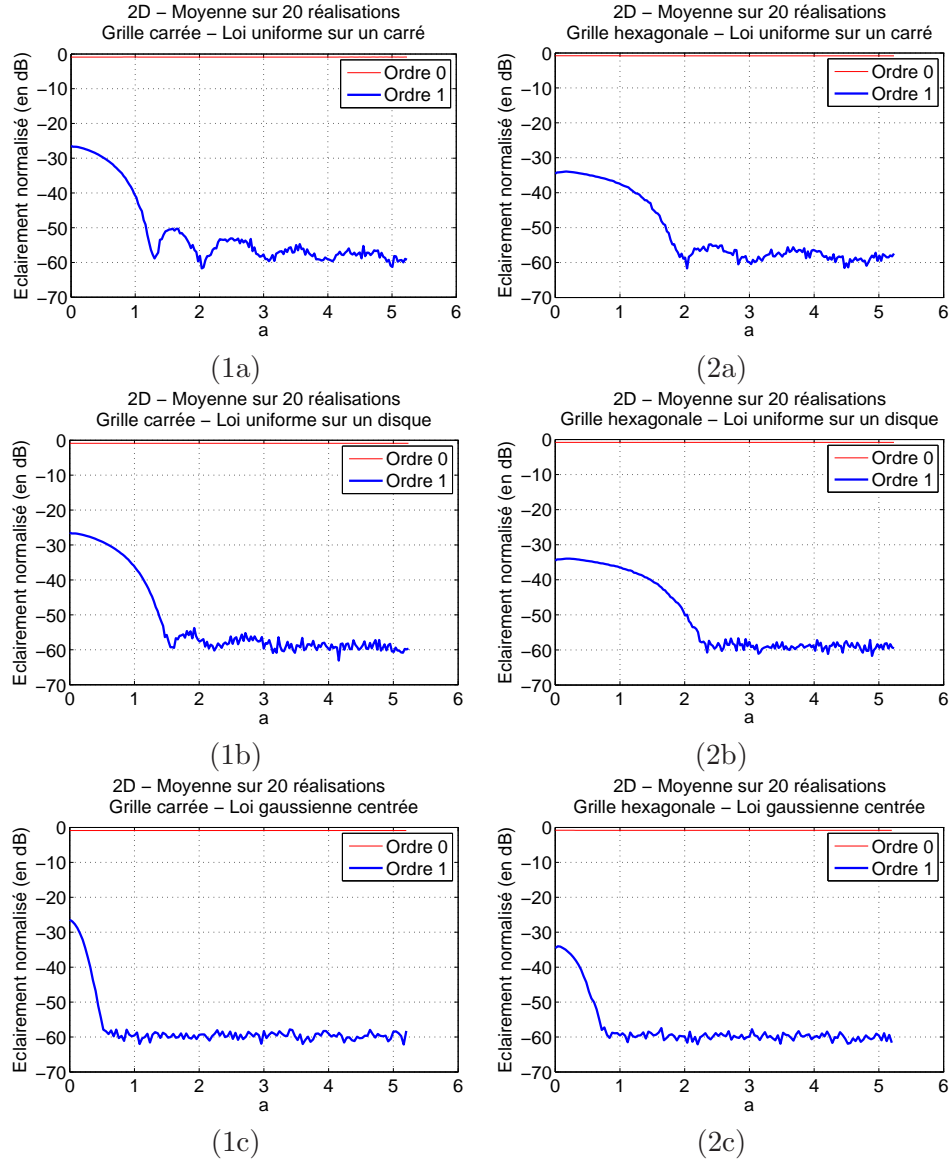 2D − Moyenne sur 20 réalisations
Grille carrée − Loi uniforme sur un carré
Eclairement normalisé (en dB)
0
−10
−20
−30
−40
−50
−60
−70
Ordre 0
Ordre 1
0 1 2 3 4 5 6
a
(1a)
2D − Moyenne sur 20 réalisations
Grille hexagonale − Loi uniforme sur un carré
Eclairement normalisé (en dB)
0
−10
−20
−30
−40
−50
−60
−70
Ordre 0
Ordre 1
0 1 2 3 4 5 6
a
(2a)
2D − Moyenne sur 20 réalisations
Grille carrée − Loi uniforme sur un disque
Eclairement normalisé (en dB)
0
−10
−20
−30
−40
−50
−60
−70
Ordre 0
Ordre 1
0 1 2 3 4 5 6
a
(1b)
2D − Moyenne sur 20 réalisations
Grille hexagonale − Loi uniforme sur un disque
Eclairement normalisé (en dB)
0
−10
−20
−30
−40
−50
−60
−70
Ordre 0
Ordre 1
0 1 2 3 4 5 6
a
(2b)
2D − Moyenne sur 20 réalisations
Grille carrée − Loi gaussienne centrée
Eclairement normalisé (en dB)
0
−10
−20
−30
−40
−50
−60
−70
Ordre 0
Ordre 1
0 1 2 3 4 5 6
a
(1c)
2D − Moyenne sur 20 réalisations
Grille hexagonale − Loi gaussienne centrée
Eclairement normalisé (en dB)
0
−10
−20
−30
−40
−50
−60
−70
Ordre 0
Ordre 1
0 1 2 3 4 5 6
a
(2c)